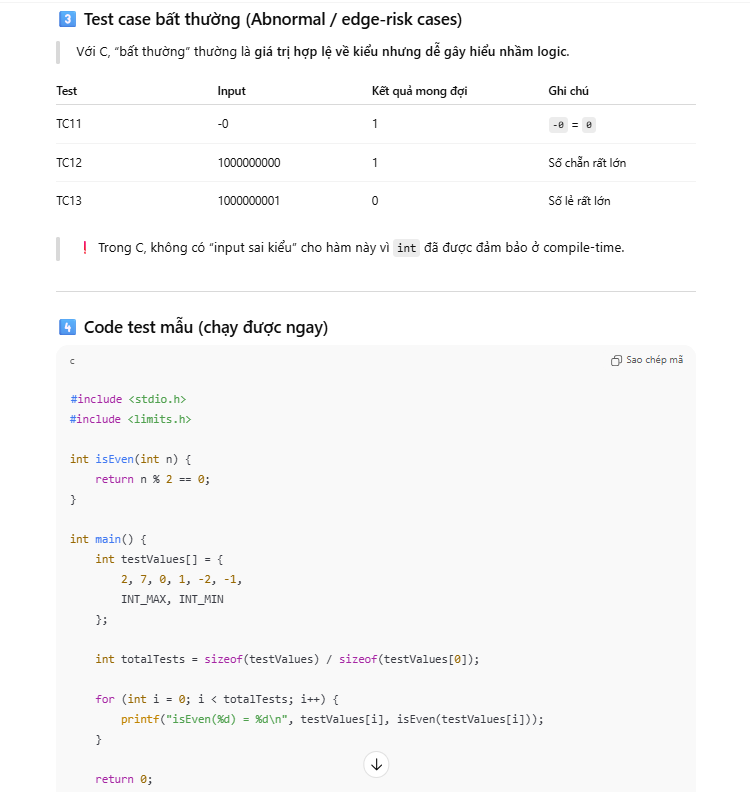 3 Test case bất thường (Abnormal / edge-risk cases)
Với C, “bất thường” thường là giá trị hợp lệ về kiểu nhưng dễ gây hiểu nhầm logic.
Test Input Kết quả mong đợi Ghi chú
TC11 -0 1 -0 = 0
TC12 1000000000 1 Số chẵn rất lớn
TC13 1000000001 0 Số lẻ rất lớn
❗ Trong C, không có “input sai kiểu” cho hàm này vì int đã được đảm bảo ở compile-time.
4 Code test mẫu (chạy được ngay)
c Sao chép mã
#include <stdio.h>
#include <limits.h>
int isEven(int n) {
    return n % 2 == 0;
}
int main() {
    int testValues[] = {
        2, 7, 0, 1, -2, -1,
        INT_MAX, INT_MIN
    };
    int totalTests = sizeof(testValues) / sizeof(testValues[0]);
    for (int i = 0; i < totalTests; i++) {
        printf("isEven(%d) = %d\n", testValues[i], isEven(testValues[i]));
    }
    return 0;